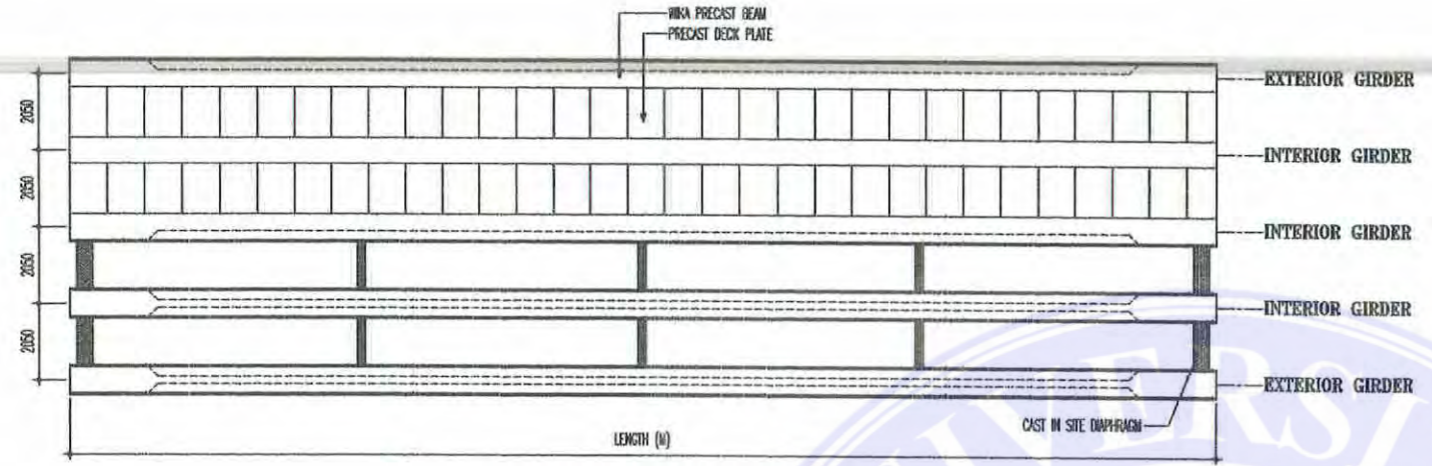 WIKA PRECAST BEAM
PRECAST DECK PLATE
EXTERIOR GIRDER
2050
INTERIOR GIRDER
2050
INTERIOR GIRDER
2050
INTERIOR GIRDER
2050
EXTERIOR GIRDER
CAST IN SITE DIAPHRAGM
LENGTH (M)
VERSI